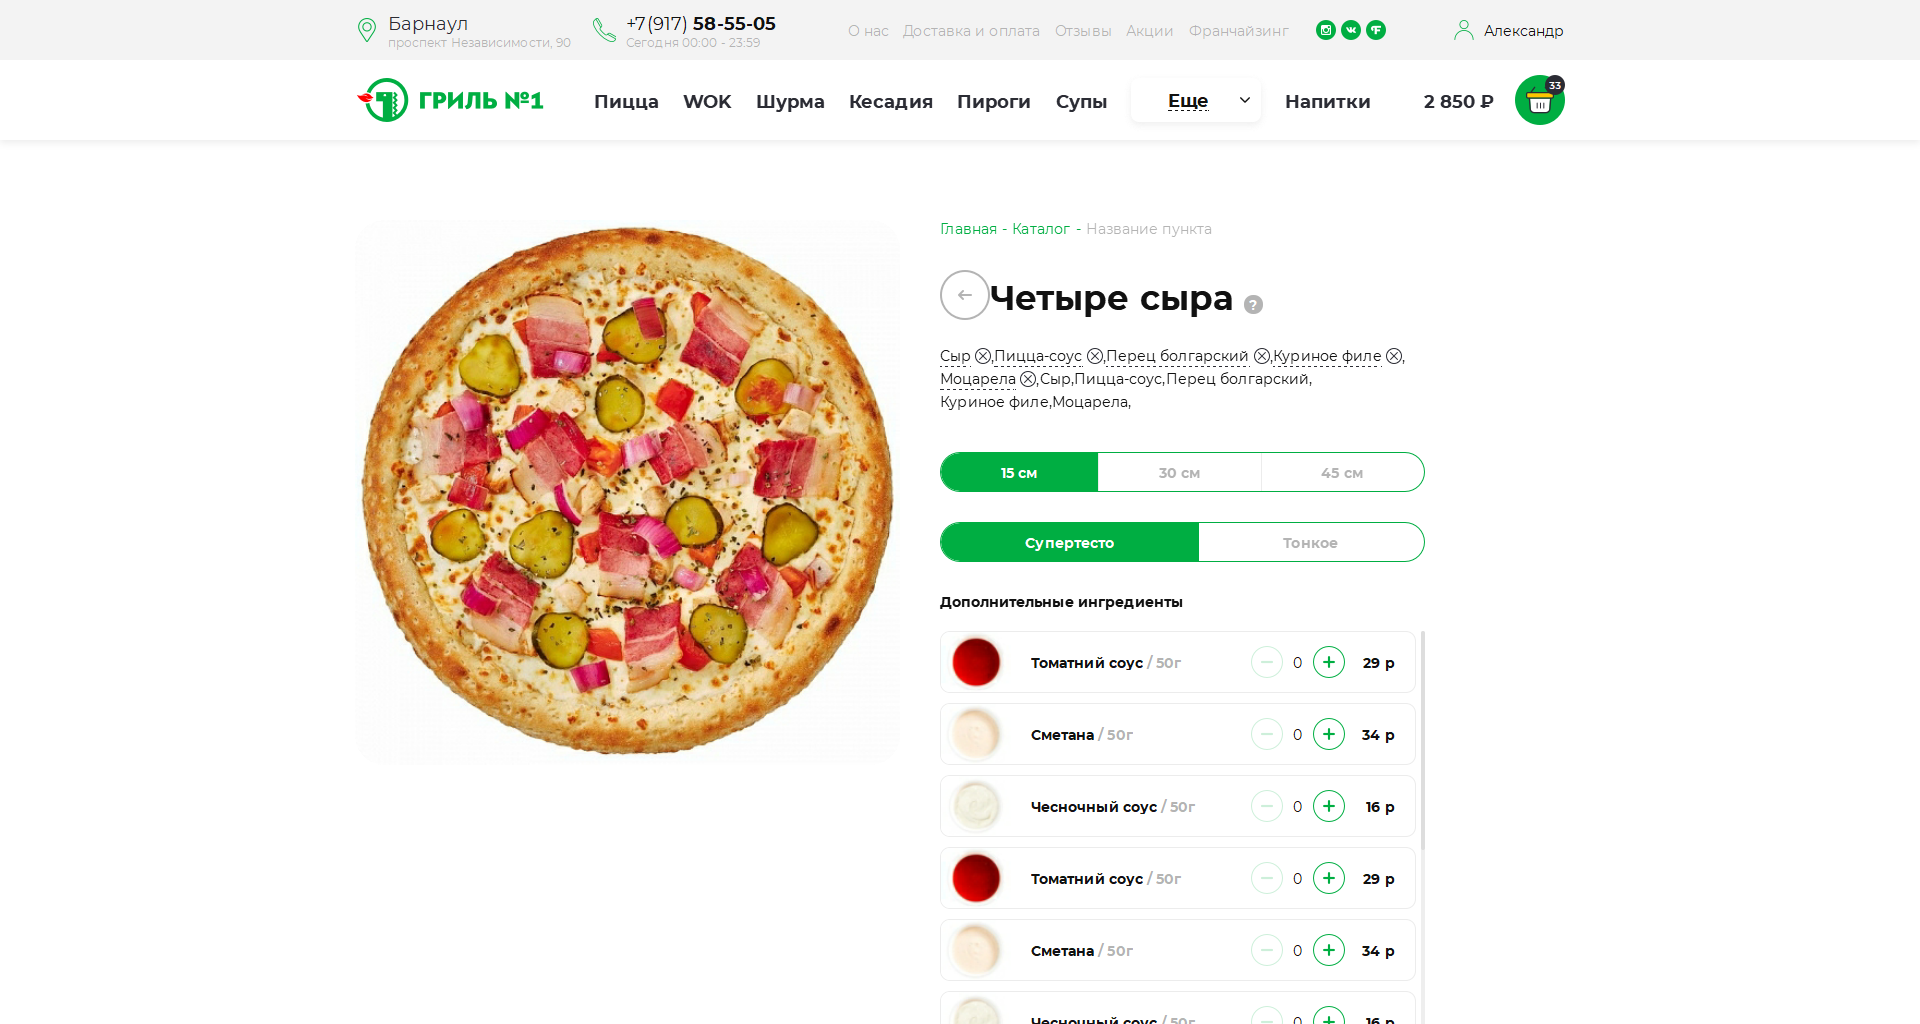 Барнаул
проспект Независимости, 90
+7(917) 58-55-05
Сегодня 00:00 - 23:59
О нас Доставка и оплата Отзывы Акции Франчайзинг
Александр
ГРИЛЬ №1
Пицца WOK Шурма Кесадия Пироги Супы Еще Напитки
2 850 ₽
33
Главная - Каталог - Название пункта
Четыре сыра ?
Сыр ,Пицца-соус ,Перец болгарский ,Куриное филе ,
Моцарела ,Сыр,Пицца-соус,Перец болгарский,
Куриное филе,Моцарела,
15 см 30 см 45 см
Супертесто Тонкое
Дополнительные ингредиенты
Томатний соус / 50г 0 29 р
Сметана / 50г 0 34 р
Чесночный соус / 50г 0 16 р
Томатний соус / 50г 0 29 р
Сметана / 50г 0 34 р
Чесночный соус / 50г 0 16 р